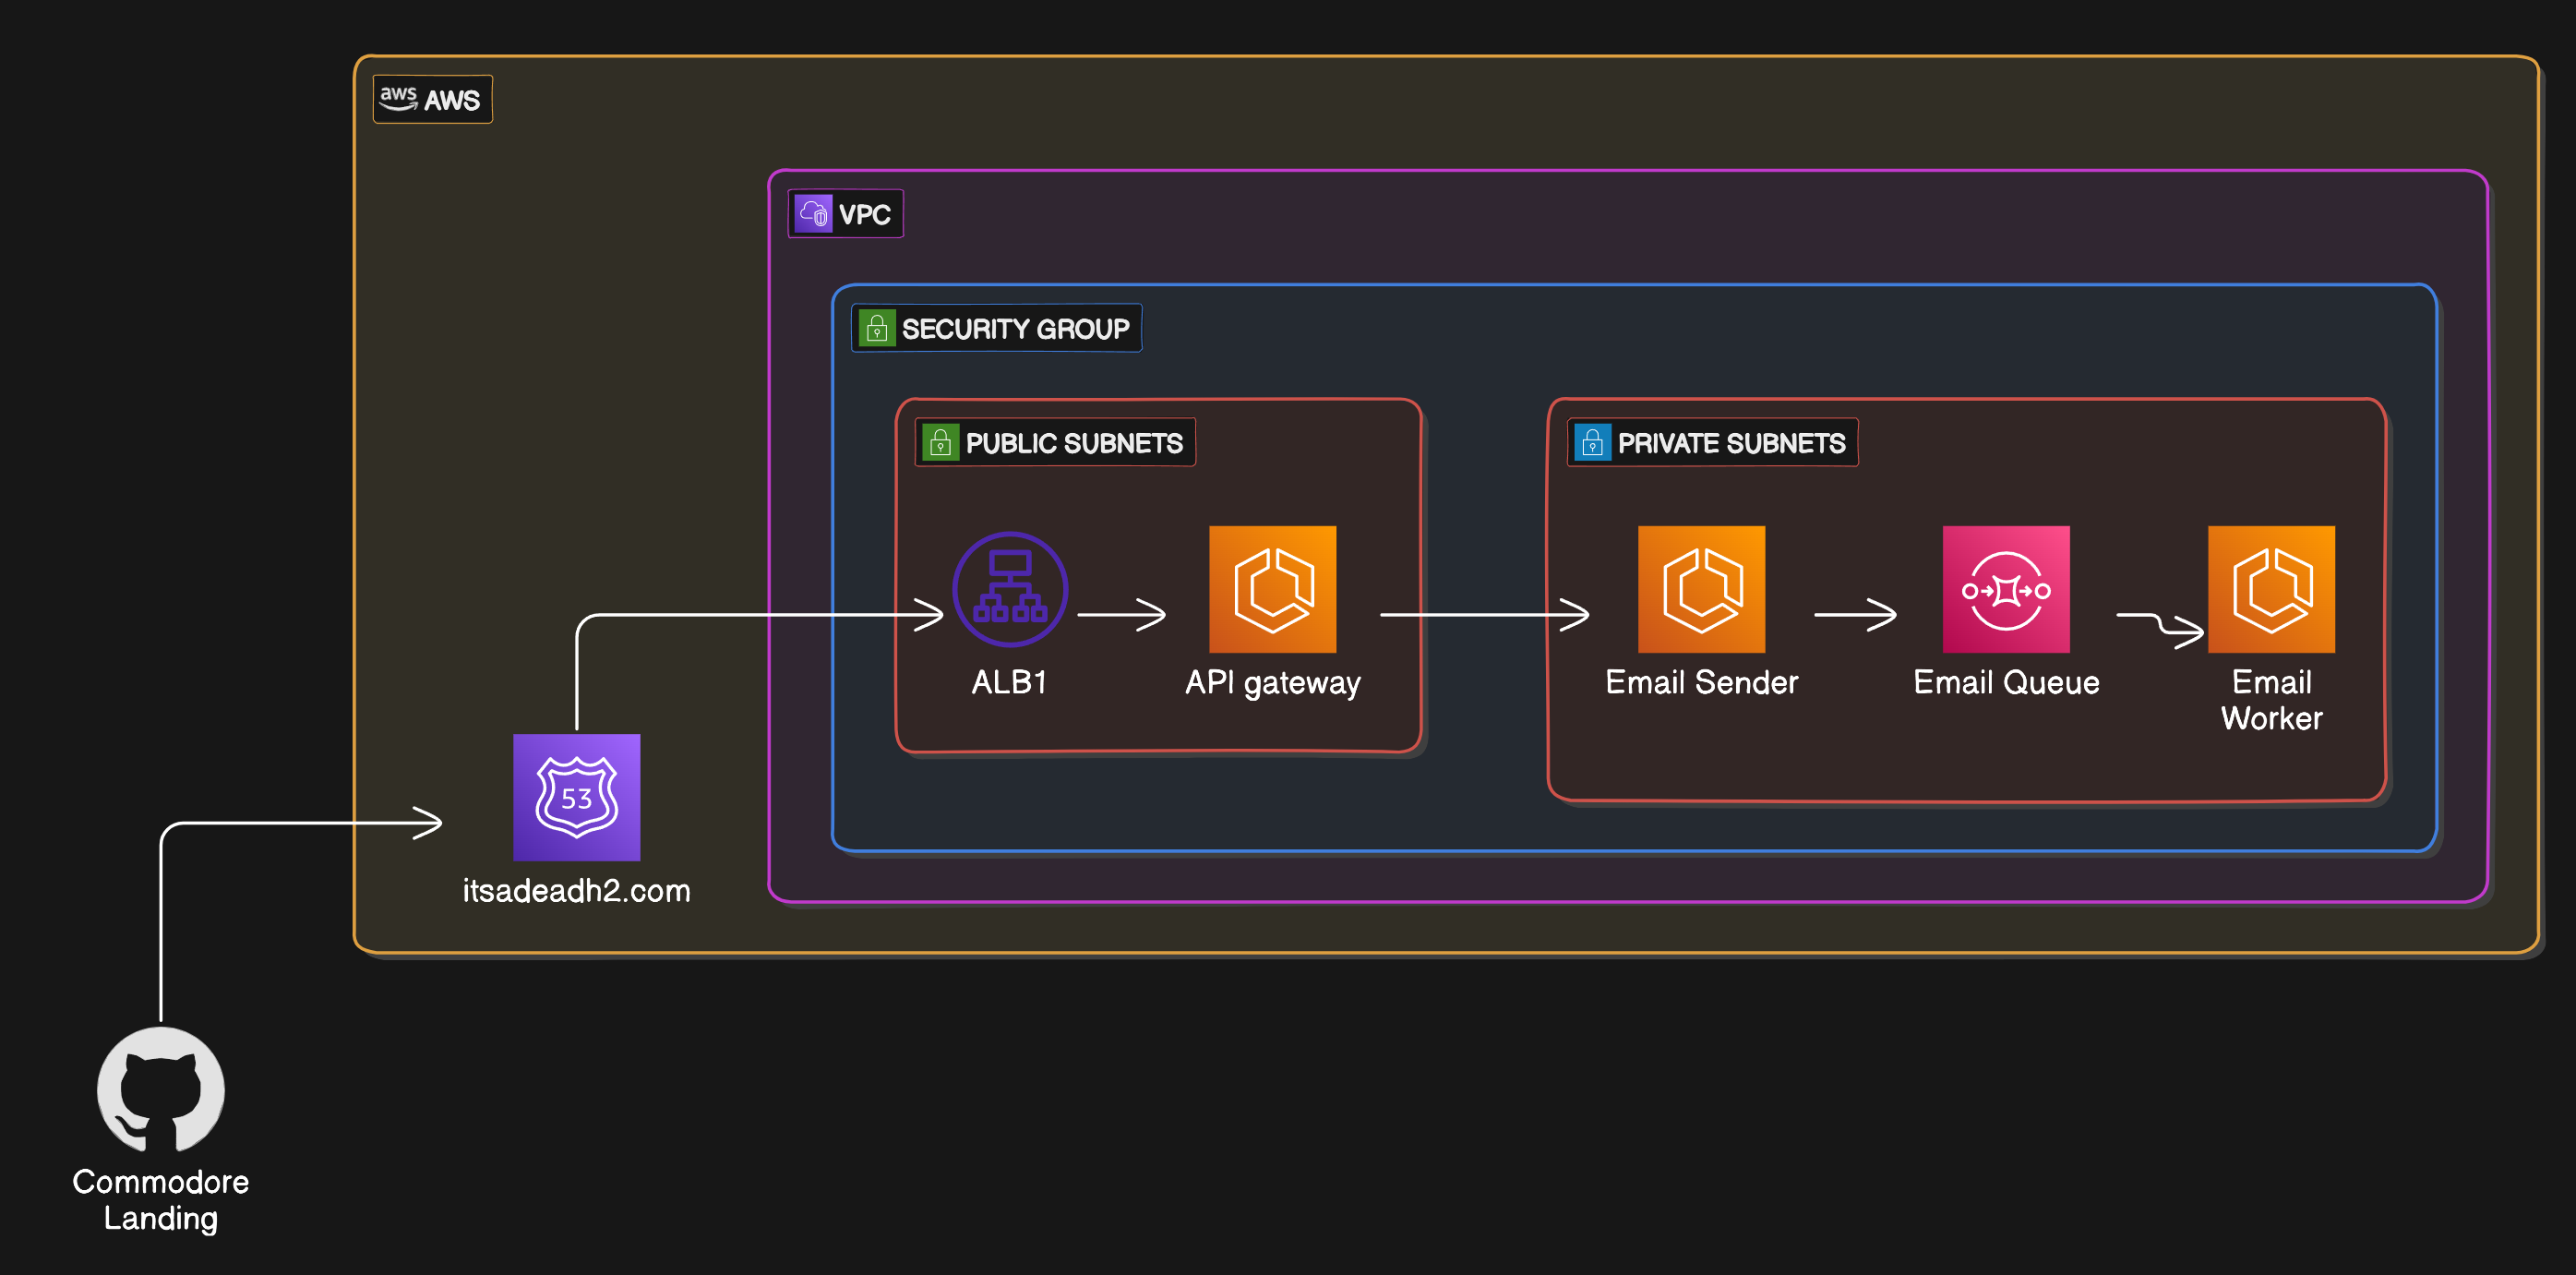 aws AWS
VPC
SECURITY GROUP
PUBLIC SUBNETS
PRIVATE SUBNETS
ALB1
API gateway
Email Sender
Email Queue
Email
Worker
53
itsadeadh2.com
Commodore
Landing